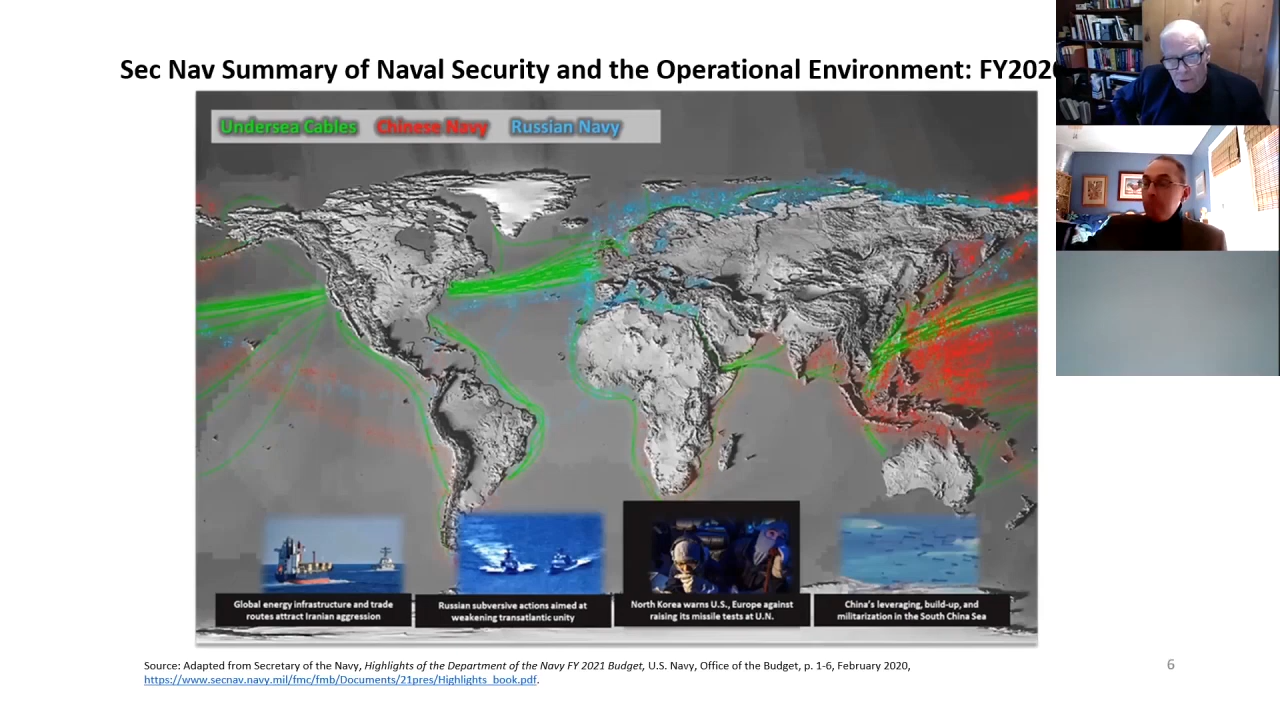 Sec Nav Summary of Naval Security and the Operational Environment: FY2020
Undersea Cables Chinese Navy Russian Navy
Global energy infrastructure and trade
routes attract Iranian aggression
Russian subversive actions aimed at
weakening transatlantic unity
North Korea warns U.S., Europe against
raising its missile tests at U.N.
China's leveraging, build-up, and
militarization in the South China Sea
Source: Adapted from Secretary of the Navy, Highlights of the Department of the Navy FY 2021 Budget, U.S. Navy, Office of the Budget, p. 1-6, February 2020,
https://www.secnav.navy.mil/fmc/fmb/Documents/21pres/Highlights_book.pdf.
6